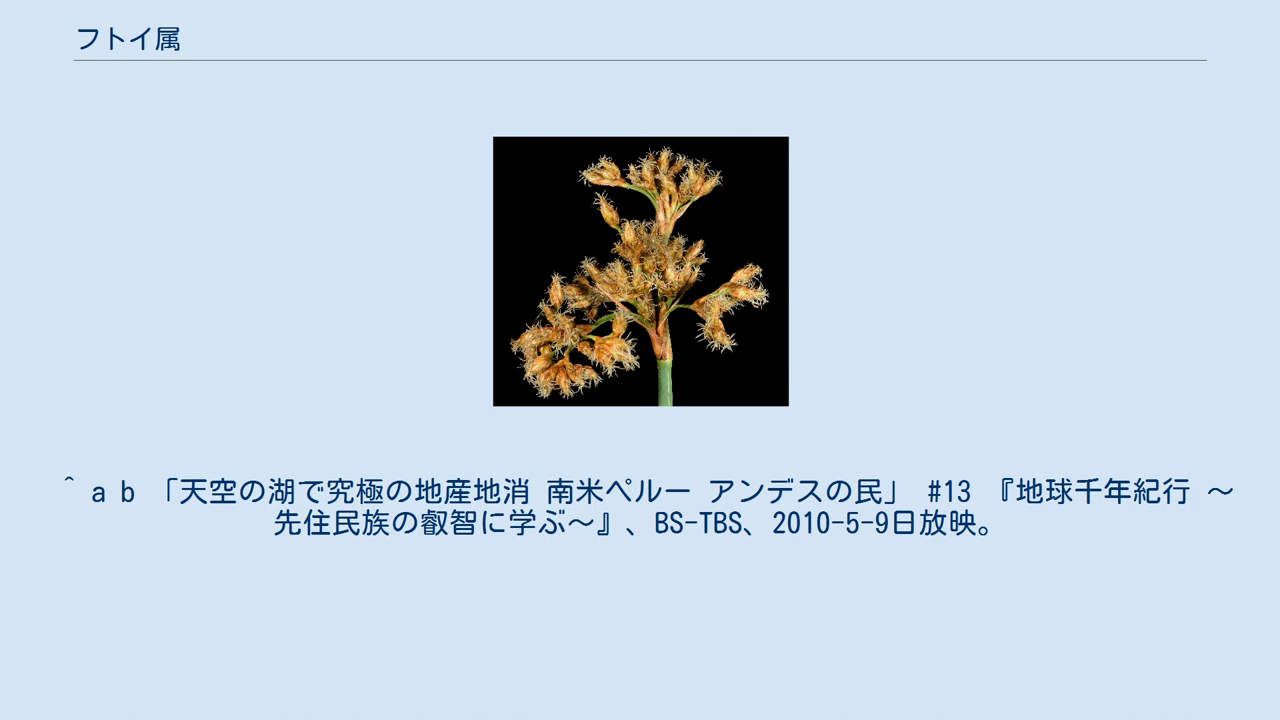 フトイ属
^ a b 「天空の湖で究極の地産地消 南米ペルー アンデスの民」 #13 『地球千年紀行 ～
先住民族の叡智に学ぶ～』、BS-TBS、2010-5-9日放映。